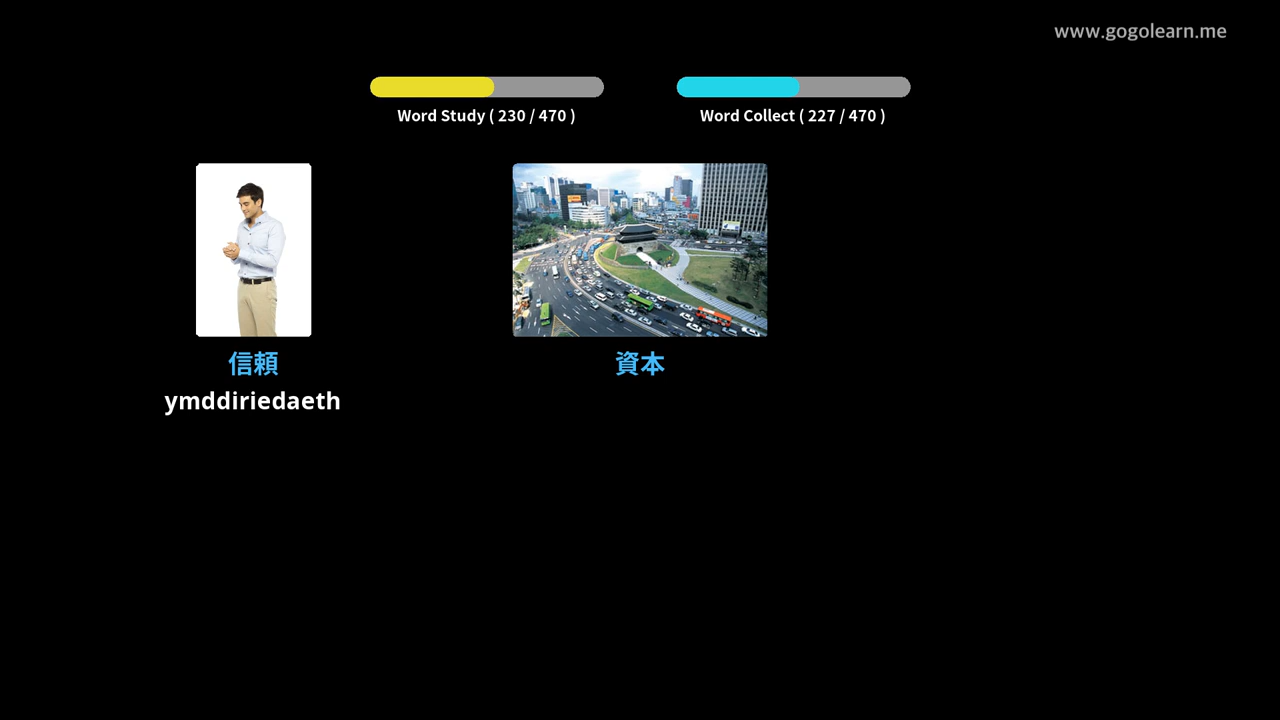 www.gogolearn.me
Word Study ( 230 / 470 )
Word Collect ( 227 / 470 )
信頼
資本
ymddiriedaeth